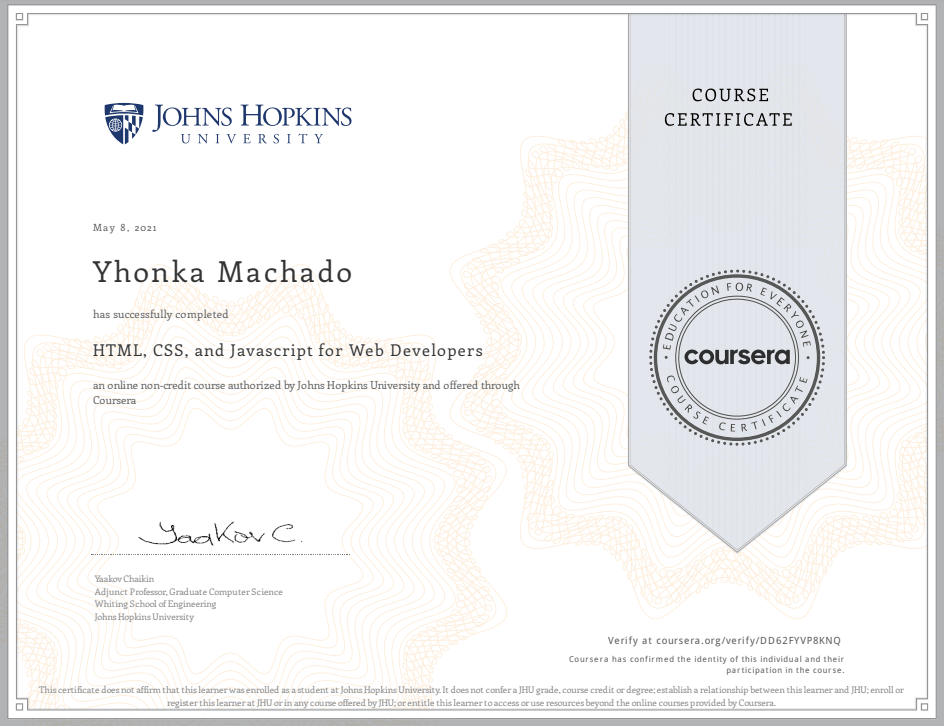 JOHNS HOPKINS
UNIVERSITY
COURSE
CERTIFICATE
May 8, 2021
Yhonka Machado
has successfully completed
HTML, CSS, and Javascript for Web Developers
an online non-credit course authorized by Johns Hopkins University and offered through
Coursera
EDUCATION FOR EVERYONE
coursera
COURSE CERTIFICATE
Yaakov C.
Yaakov Chaikin
Adjunct Professor, Graduate Computer Science
Whiting School of Engineering
Johns Hopkins University
Verify at coursera.org/verify/DD62FYVP8KNQ
Coursera has confirmed the identity of this individual and their
participation in the course.
This certificate does not affirm that this learner was enrolled as a student at Johns Hopkins University. It does not confer a JHU grade, course credit or degree; establish a relationship between this learner and JHU; enroll or
register this learner at JHU or in any course offered by JHU; or entitle this learner to access or use resources beyond the online courses provided by Coursera.